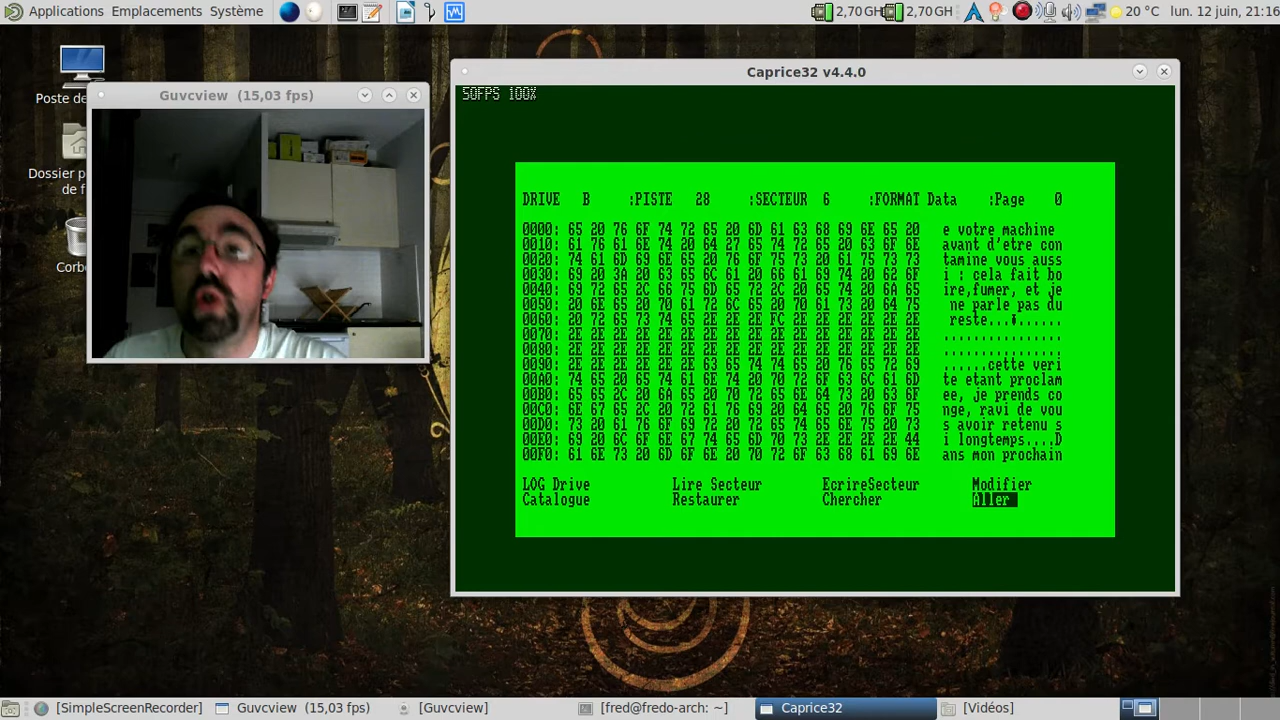 Applications Emplacements Système 2,70 GH 2,70 GH 20 °C lun. 12 juin, 21:16
Poste de
Guvcview (15,03 fps)
Caprice32 v4.4.0
50FPS 100%
Dossier p
de f
Corbe
DRIVE B :PISTE 28 :SECTEUR 6 :FORMAT Data :Page 0
0000: 65 20 76 6F 74 72 65 20 6D 61 63 68 69 6E 65 20 e votre machine
0010: 61 76 61 6E 74 20 64 27 65 74 72 65 20 63 6F 6E avant d'etre con
0020: 74 61 6D 69 6E 65 20 76 6F 75 73 20 61 75 73 73 tamine vous auss
0030: 69 20 3A 20 63 65 6C 61 20 66 61 69 74 20 62 6F i : cela fait bo
0040: 69 72 65 2C 66 75 6D 65 72 2C 20 65 74 20 6A 65 ire,fumer, et je
0050: 20 6E 65 20 70 61 72 6C 65 20 70 61 73 20 64 75 ne parle pas du
0060: 20 72 65 73 74 65 2E 2E 2E FC 2E 2E 2E 2E 2E 2E reste... ......
0070: 2E 2E 2E 2E 2E 2E 2E 2E 2E 2E 2E 2E 2E 2E 2E 2E ................
0080: 2E 2E 2E 2E 2E 2E 2E 2E 2E 2E 2E 2E 2E 2E 2E 2E ................
0090: 2E 2E 2E 2E 2E 2E 63 65 74 74 65 20 76 65 72 69 ......cette veri
00A0: 74 65 20 65 74 61 6E 74 20 70 72 6F 63 6C 61 6D te etant proclam
00B0: 65 65 2C 20 6A 65 20 70 72 65 6E 64 73 20 63 6F ee, je prends co
00C0: 6E 67 65 2C 20 72 61 76 69 20 64 65 20 76 6F 75 nge, ravi de vou
00D0: 73 20 61 76 6F 69 72 20 72 65 74 65 6E 75 20 73 s avoir retenu s
00E0: 69 20 6C 6F 6E 67 74 65 6D 70 73 2E 2E 2E 2E 44 i longtemps....D
00F0: 61 6E 73 20 6D 6F 6E 20 70 72 6F 63 68 61 69 6E ans mon prochain
LOG Drive Lire Secteur EcrireSecteur Modifier
Catalogue Restaurer Chercher Aller
[SimpleScreenRecorder] Guvcview (15,03 fps) [Guvcview] [fred@fredo-arch: ~] Caprice32 [Vidéos]